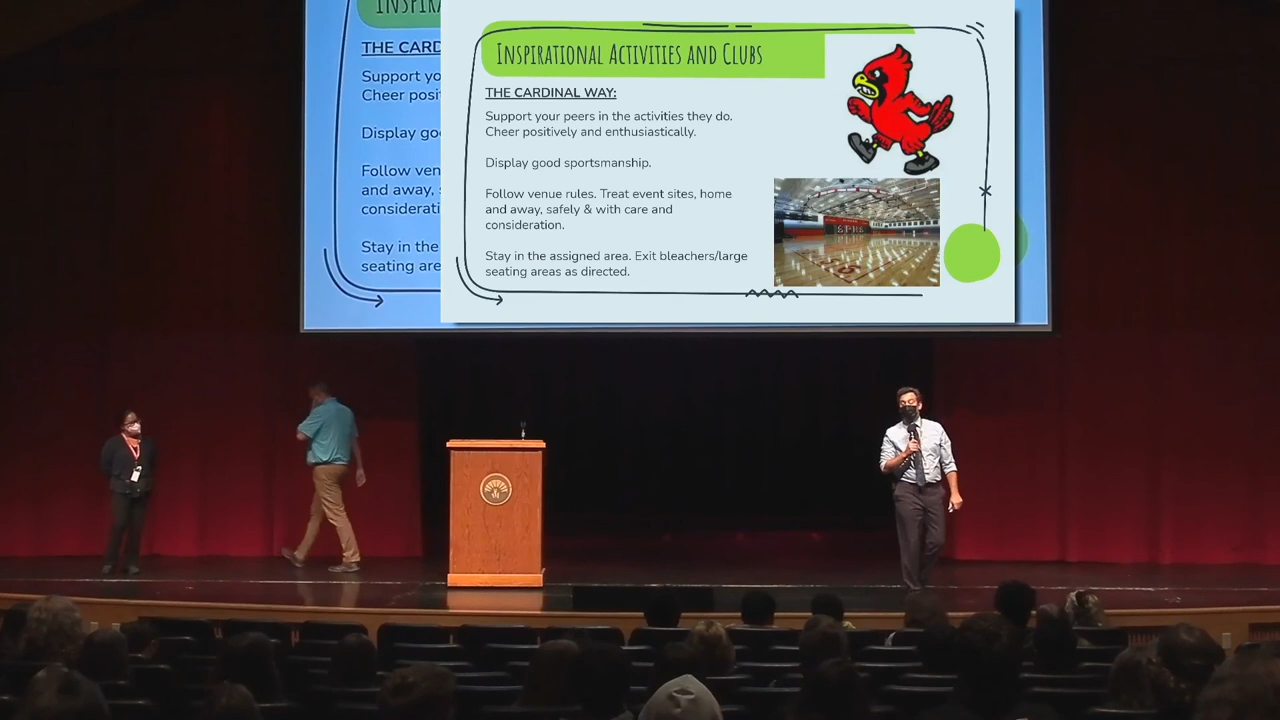 INSPIRA
THE CARD
Support yo
Cheer posit
Display goo
Follow ven
and away, s
considerati
Stay in the
seating are
INSPIRATIONAL ACTIVITIES AND CLUBS
THE CARDINAL WAY:
Support your peers in the activities they do.
Cheer positively and enthusiastically.
Display good sportsmanship.
Follow venue rules. Treat event sites, home
and away, safely & with care and
consideration.
Stay in the assigned area. Exit bleachers/large
seating areas as directed.